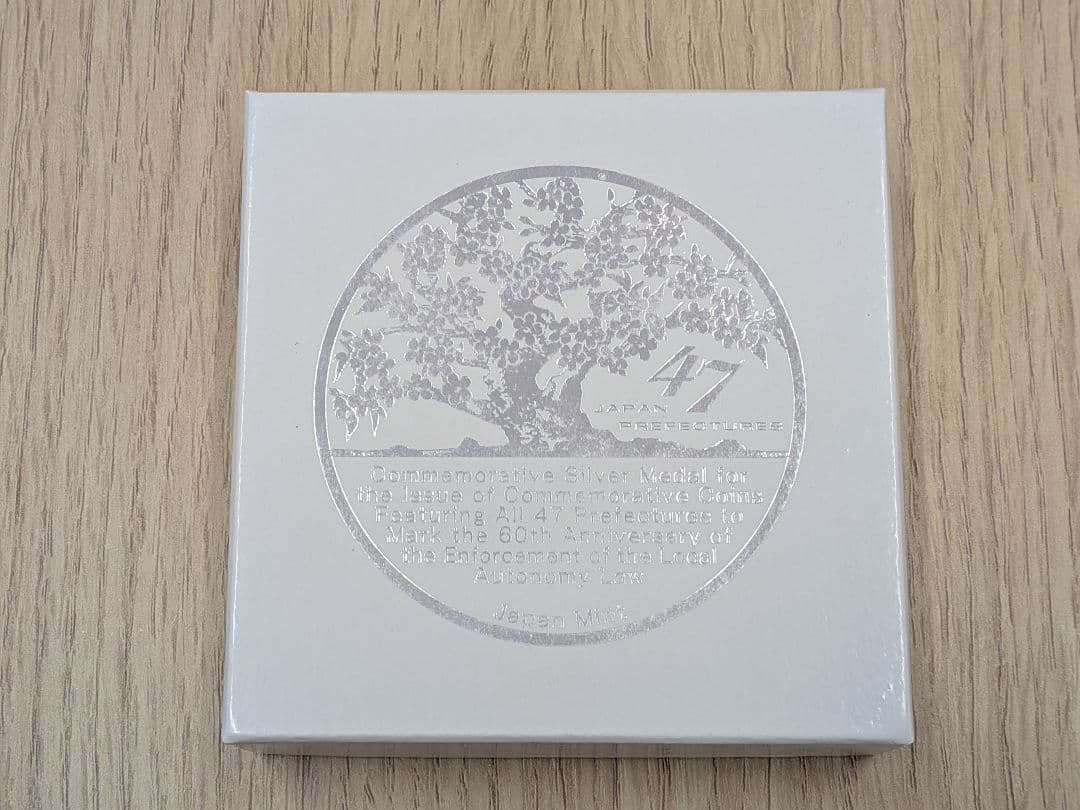 47
JAPAN
PREFECTURES
Commemorative Silver Medal for
the Issue of Commemorative Coins
Featuring All 47 Prefectures to
Mark the 60th Anniversary of
the Enforcement of the Local
Autonomy Law
Japan Mint